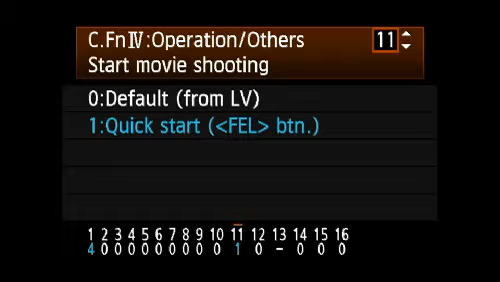 C.FnⅣ:Operation/Others 11
Start movie shooting
0:Default (from LV)
1:Quick start (<FEL> btn.)
1 2 3 4 5 6 7 8 9 10 11 12 13 14 15 16
4 0 0 0 0 0 0 0 0 0 1 0 – 0 0 0